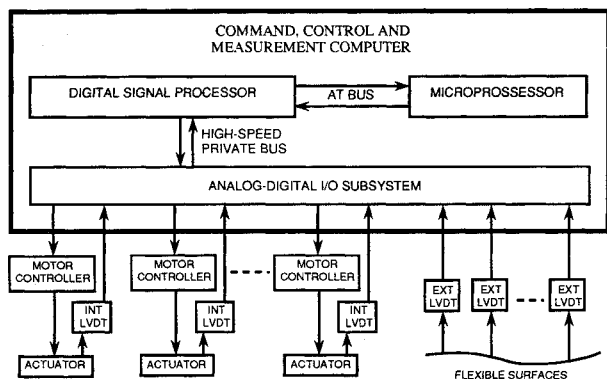 COMMAND, CONTROL AND
MEASUREMENT COMPUTER
DIGITAL SIGNAL PROCESSOR
AT BUS
MICROPROSSESSOR
HIGH-SPEED
PRIVATE BUS
ANALOG-DIGITAL I/O SUBSYSTEM
MOTOR
CONTROLLER
INT
LVDT
ACTUATOR
MOTOR
CONTROLLER
INT
LVDT
ACTUATOR
MOTOR
CONTROLLER
INT
LVDT
ACTUATOR
EXT
LVDT
EXT
LVDT
EXT
LVDT
FLEXIBLE SURFACES